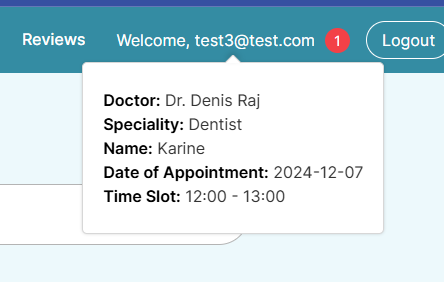 Reviews Welcome, test3@test.com 1 Logout
Doctor: Dr. Denis Raj
Speciality: Dentist
Name: Karine
Date of Appointment: 2024-12-07
Time Slot: 12:00 - 13:00